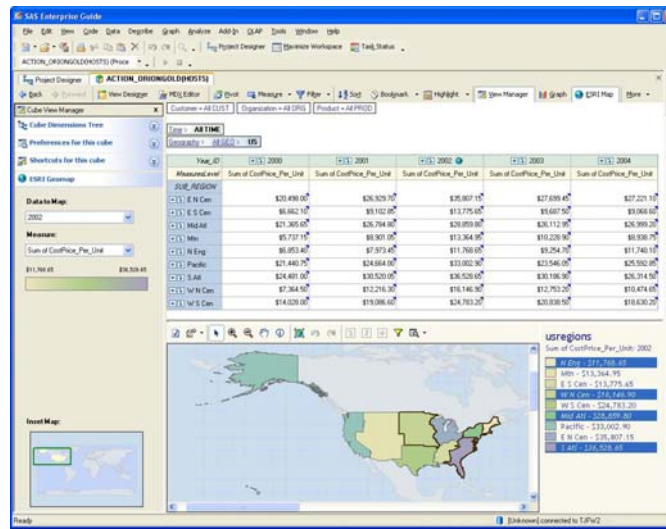 SAS Enterprise Guide
File Edit View Code Data Describe Graph Analyze Add-In OLAP Tools Window Help
Project Designer Maximize Workspace Task Status
ACTION_ORIONGOLD(HOSTS) (Proce
Project Designer ACTION_ORIONGOLD(HOSTS)
Back Forward View Designer MDX Editor Pivot Measure Filter Sort Bookmark Highlight View Manager Graph ESRI Map More
Cube View Manager
Customer = All CUST Organization = All ORG Product = All PROD
Cube Dimensions Tree
Preferences for this cube
Shortcuts for this cube
ESRI Geomap
Data to Map:
2002
Measure:
Sum of CostPrice_Per_Unit
$11,768.65 $36,528.65
Inset Map:
Time > All TIME
Geography > All GEO > US
Year_ID 2000 2001 2002 2003 2004
MeasuresLevel Sum of CostPrice_Per_Unit Sum of CostPrice_Per_Unit Sum of CostPrice_Per_Unit Sum of CostPrice_Per_Unit Sum of CostPrice_Per_Unit
SUB_REGION
E N Cen $20,498.00 $26,929.70 $35,807.15 $27,699.45 $27,221.10
E S Cen $6,662.10 $9,102.85 $13,775.65 $9,687.50 $9,068.60
Mid Atl $21,365.65 $26,784.80 $28,859.80 $26,112.95 $26,999.20
Mtn $5,737.15 $8,901.05 $13,364.95 $10,228.90 $8,938.75
N Eng $6,853.40 $7,973.45 $11,768.65 $9,254.70 $11,740.10
Pacific $21,440.75 $24,664.00 $33,002.90 $23,546.05 $25,592.85
S Atl $24,481.00 $30,520.05 $36,528.65 $30,186.90 $26,314.50
W N Cen $7,364.50 $12,216.30 $16,146.90 $12,753.20 $10,474.65
W S Cen $14,028.00 $19,086.60 $24,783.20 $20,838.50 $18,630.20
usregions
Sum of CostPrice_Per_Unit: 2002
N Eng - $11,768.65
Mtn - $13,364.95
E S Cen - $13,775.65
W N Cen - $16,146.90
W S Cen - $24,783.20
Mid Atl - $28,859.80
Pacific - $33,002.90
E N Cen - $35,807.15
S Atl - $36,528.65
Ready
[Unknown] connected to TJPW2